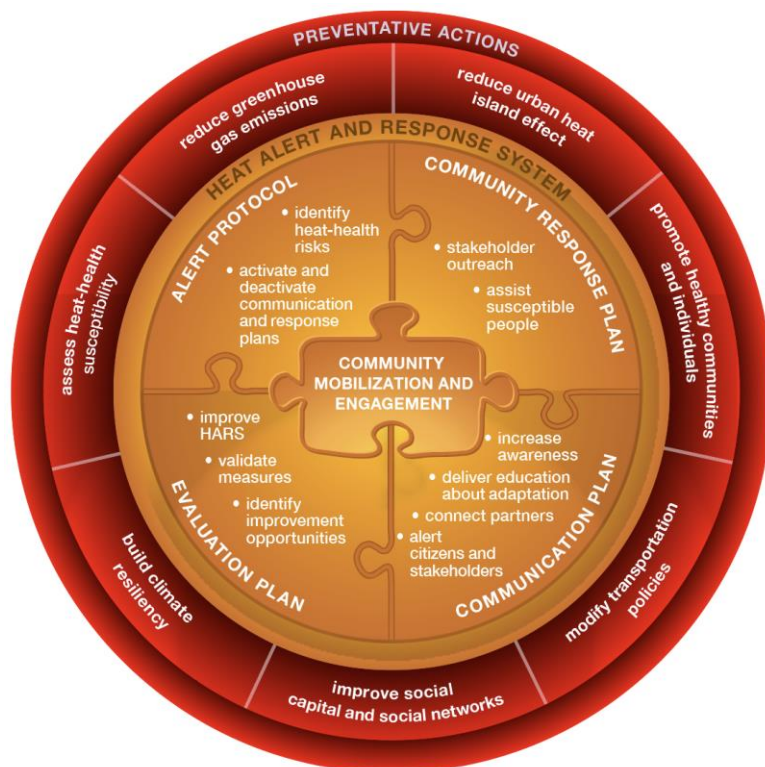 PREVENTATIVE ACTIONS
reduce greenhouse
gas emissions
reduce urban heat
island effect
promote healthy communities
and individuals
modify transportation
policies
improve social
capital and social networks
build climate
resiliency
assess heat-health
susceptibility
HEAT ALERT AND RESPONSE SYSTEM
ALERT PROTOCOL
• identify
heat-health
risks
• activate and
deactivate
communication
and response
plans
COMMUNITY RESPONSE PLAN
• stakeholder
outreach
• assist
susceptible
people
COMMUNITY
MOBILIZATION AND
ENGAGEMENT
EVALUATION PLAN
• improve
HARS
• validate
measures
• identify
improvement
opportunities
COMMUNICATION PLAN
• increase
awareness
• deliver education
about adaptation
• connect partners
• alert
citizens and
stakeholders